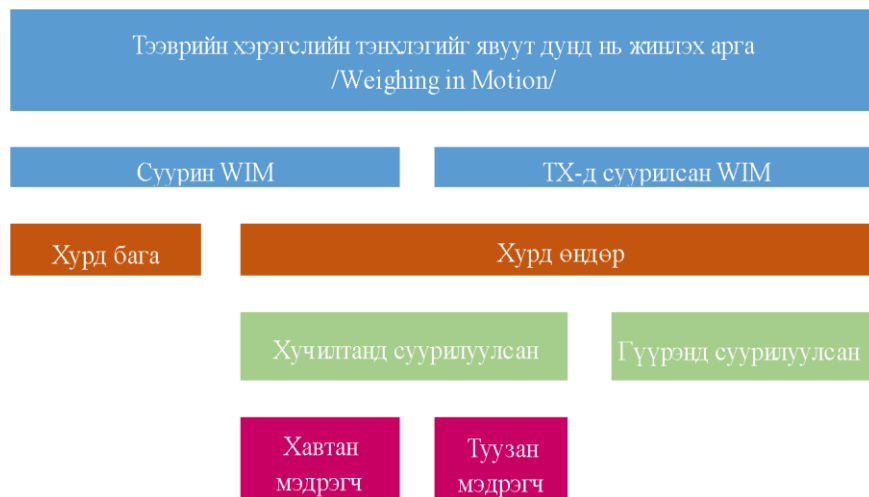 Тээврийн хэрэгслийн тэнхлэгийг явуут дунд нь жинлэх арга
/Weighing in Motion/
Суурин WIM
ТХ-д суурилсан WIM
Хурд бага
Хурд өндөр
Хучилтанд суурилуулсан
Гүүрэнд суурилуулсан
Хавтан
мэдрэгч
Туузан
мэдрэгч